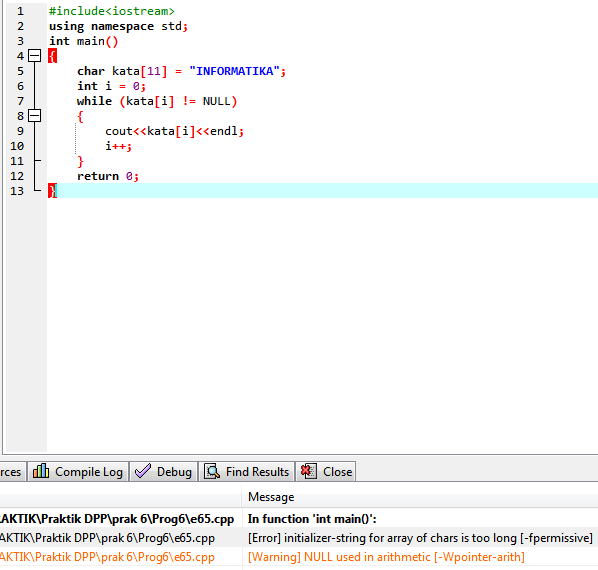 1 #include<iostream>
2 using namespace std;
3 int main()
4 {
5 char kata[11] = "INFORMATIKA";
6 int i = 0;
7 while (kata[i] != NULL)
8 {
9 cout<<kata[i]<<endl;
10 i++;
11 }
12 return 0;
13 }
rces Compile Log Debug Find Results Close
Message
RAKTIK\Praktik DPP\prak 6\Prog6\e65.cpp In function 'int main()':
AKTIK\Praktik DPP\prak 6\Prog6\e65.cpp [Error] initializer-string for array of chars is too long [-fpermissive]
AKTIK\Praktik DPP\prak 6\Prog6\e65.cpp [Warning] NULL used in arithmetic [-Wpointer-arith]